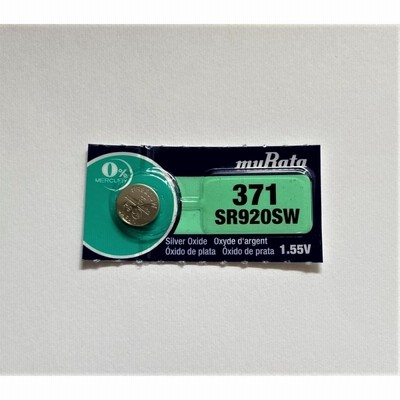 muRata
0%
MERCURY
371
SR920SW
Silver Oxide Oxyde d'argent
Óxido de plata Óxido de prata 1.55V